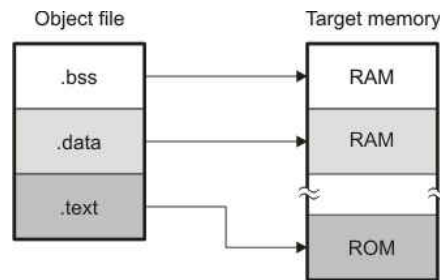 Object file
Target memory
.bss
RAM
.data
RAM
.text
ROM